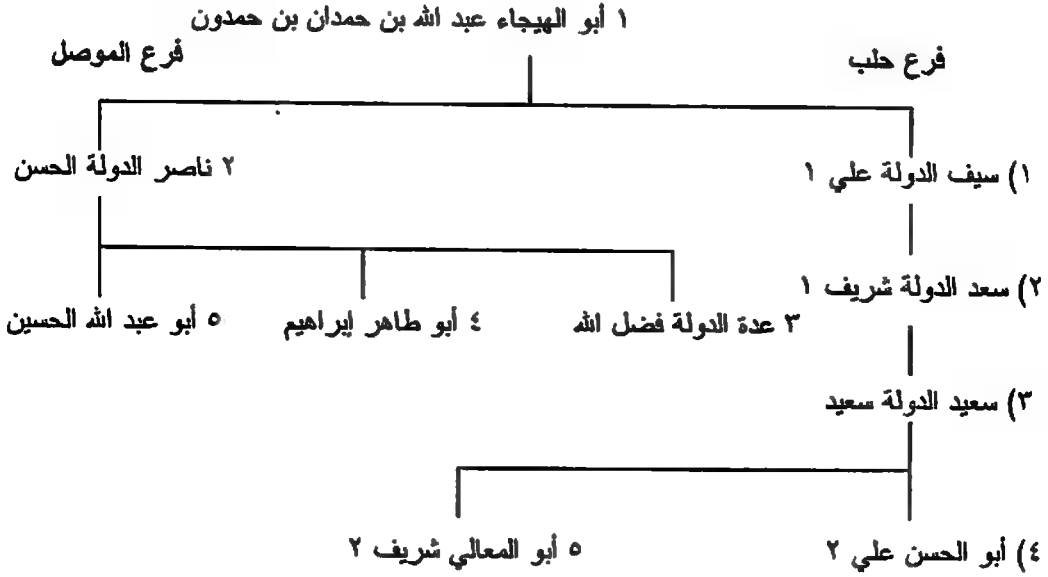 ١ أبو الهيجاء عبد الله بن حمدان بن حمدون
فرع حلب
فرع الموصل
١) سيف الدولة علي ١
٢ ناصر الدولة الحسن
٢) سعد الدولة شريف ١
٣ عدة الدولة فضل الله
٤ أبو طاهر إبراهيم
٥ أبو عبد الله الحسين
٣) سعيد الدولة سعيد
٤) أبو الحسن علي ٢
٥ أبو المعالي شريف ٢